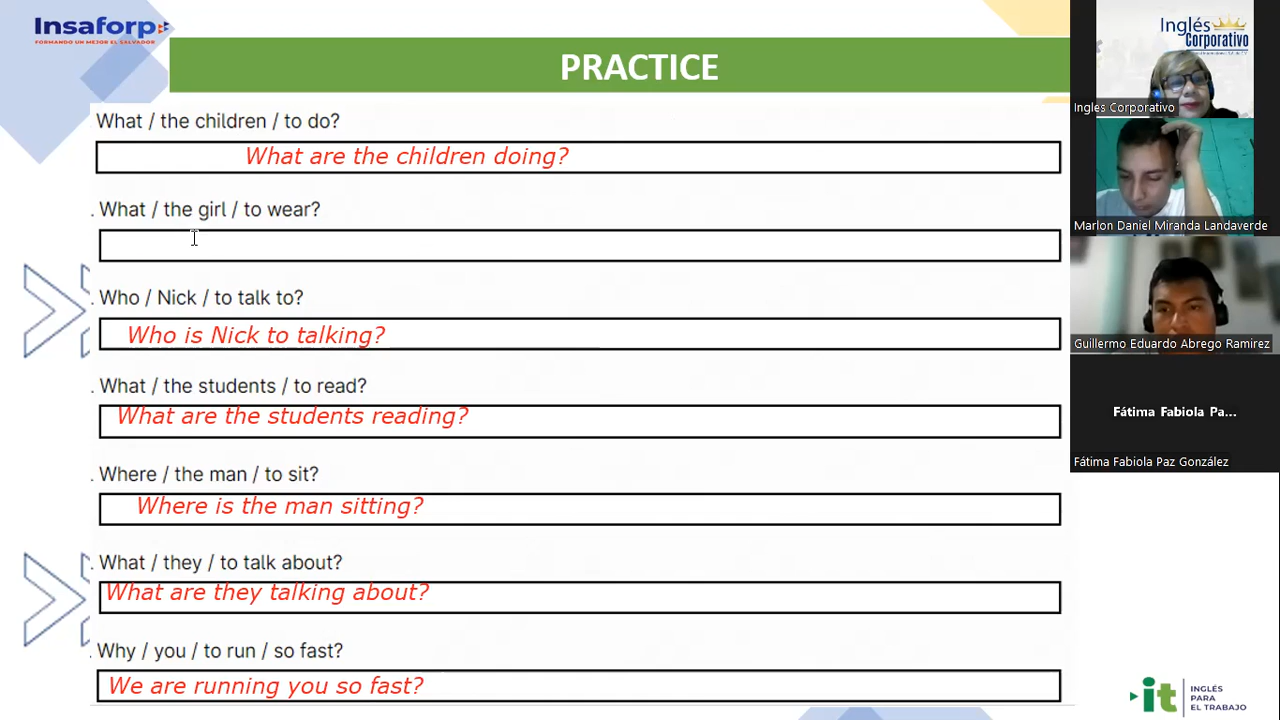 Insaforp
FORMANDO UN MEJOR EL SALVADOR
PRACTICE
What / the children / to do?
What are the children doing?
. What / the girl / to wear?
. Who / Nick / to talk to?
Who is Nick to talking?
. What / the students / to read?
What are the students reading?
. Where / the man / to sit?
Where is the man sitting?
. What / they / to talk about?
What are they talking about?
. Why / you / to run / so fast?
We are running you so fast?
Inglés
Corporativo
Ingles Corporativo
Marlon Daniel Miranda Landaverde
Guillermo Eduardo Abrego Ramirez
Fátima Fabiola Pa...
Fátima Fabiola Paz González
it
INGLÉS
PARA
EL TRABAJO